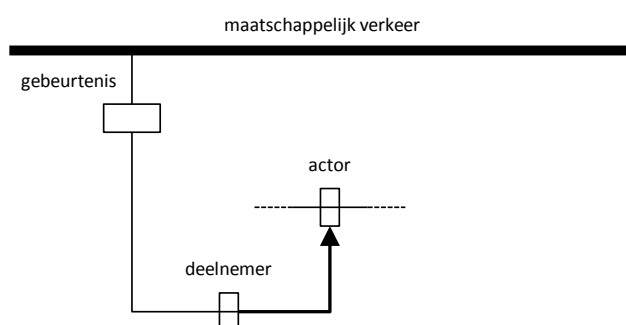 maatschappelijk verkeer
gebeurtenis
actor
deelnemer